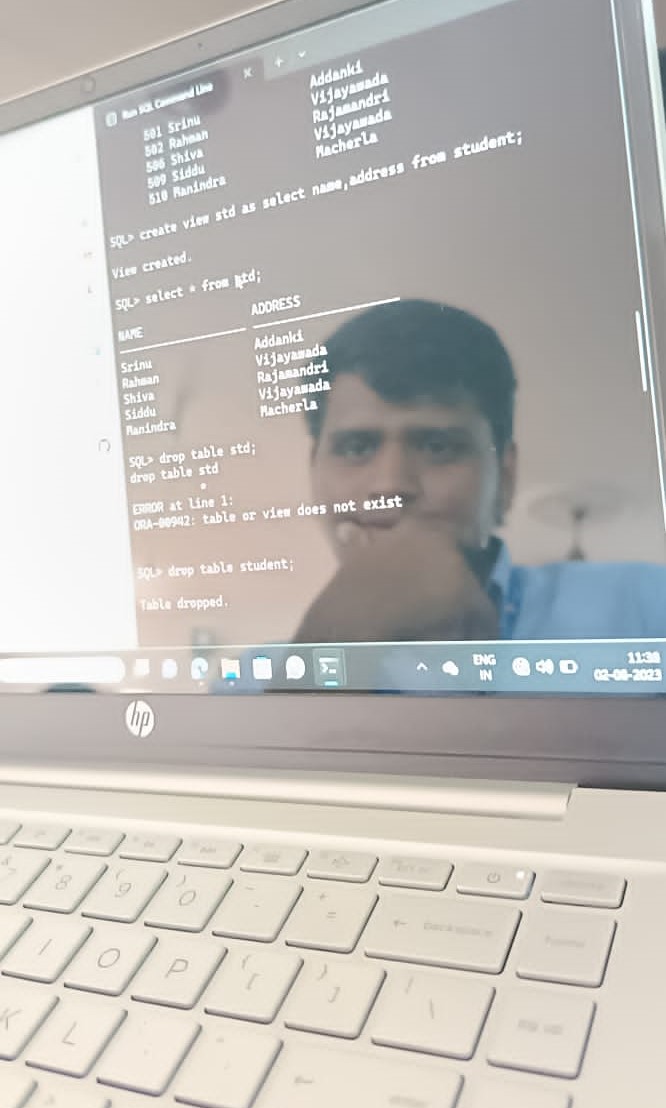 Run SQL Command Line
501 Srinu Addanki
502 Rahman Vijayawada
506 Shiva Rajamandri
509 Siddu Vijayawada
510 Manindra Macherla
SQL> create view std as select name,address from student;
View created.
SQL> select * from std;
NAME ADDRESS
Srinu Addanki
Rahman Vijayawada
Shiva Rajamandri
Siddu Vijayawada
Manindra Macherla
SQL> drop table std;
drop table std
*
ERROR at line 1:
ORA-00942: table or view does not exist
SQL> drop table student;
Table dropped.
ENG
IN
11:38
02-08-2023
hp
& 7 * 8 ( 9 ) 0 - + = ← backspace home
I O P { [ } ] | \ pg up
K L